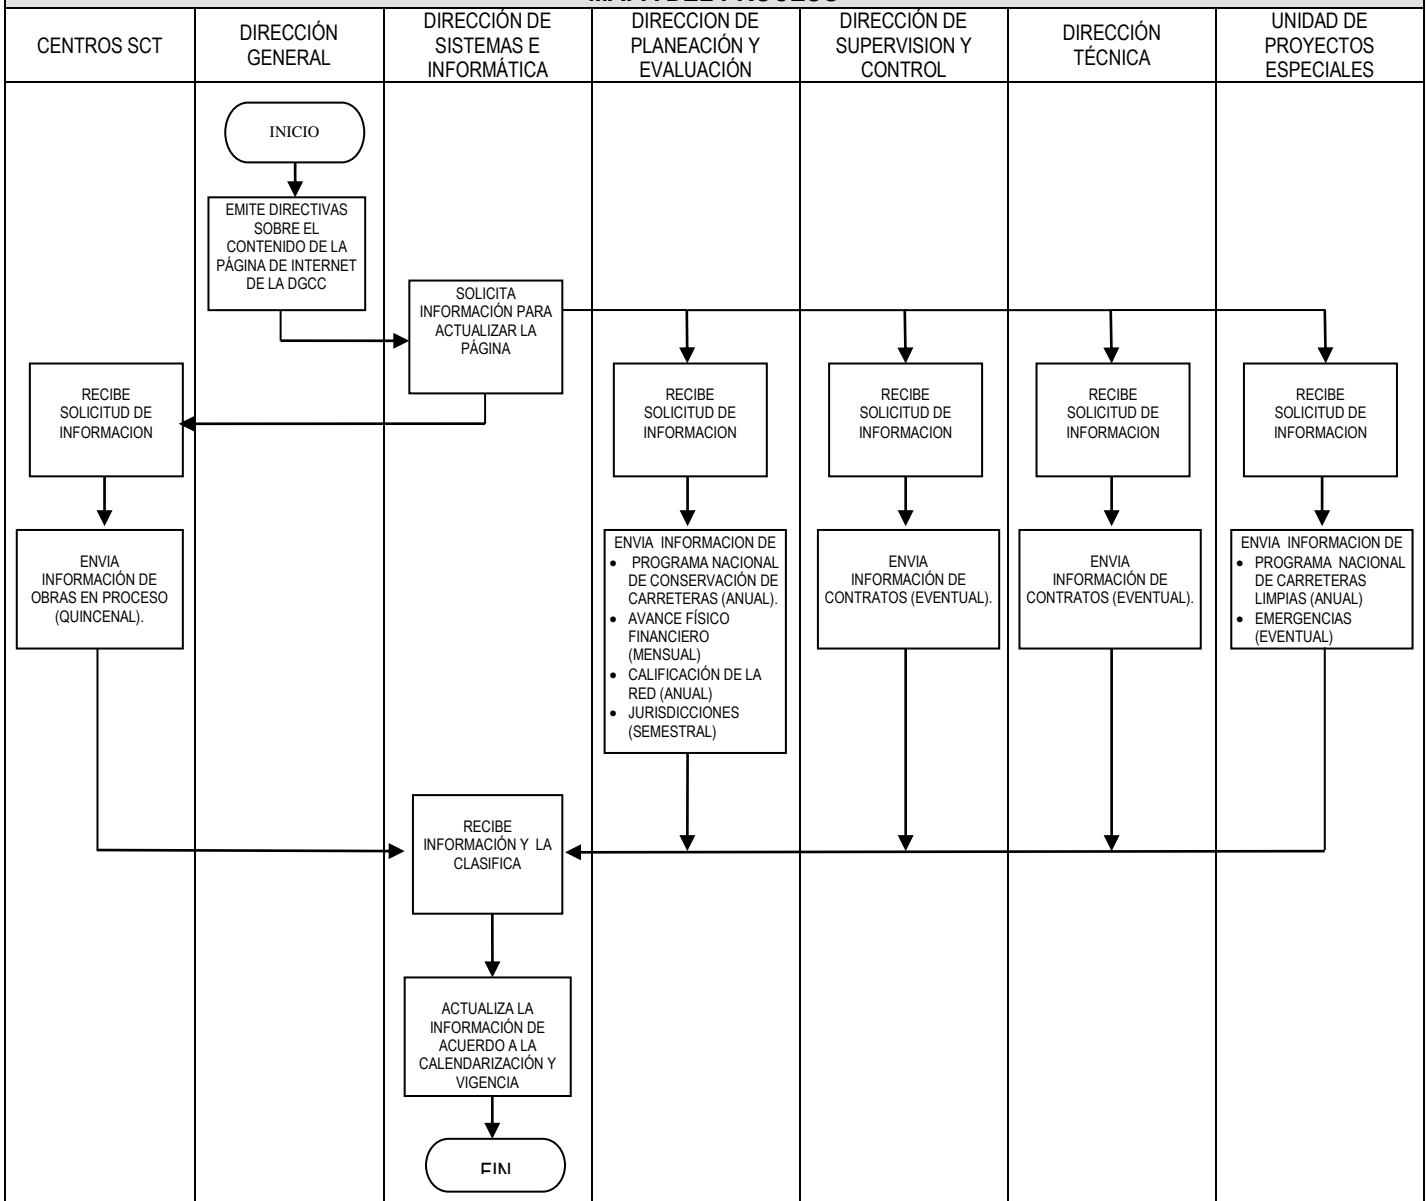 CENTROS SCT
DIRECCIÓN
GENERAL
DIRECCIÓN DE
SISTEMAS E
INFORMÁTICA
DIRECCION DE
PLANEACIÓN Y
EVALUACIÓN
DIRECCIÓN DE
SUPERVISION Y
CONTROL
DIRECCIÓN
TÉCNICA
UNIDAD DE
PROYECTOS
ESPECIALES
INICIO
EMITE DIRECTIVAS
SOBRE EL
CONTENIDO DE LA
PÁGINA DE INTERNET
DE LA DGCC
SOLICITA
INFORMACIÓN PARA
ACTUALIZAR LA
PÁGINA
RECIBE
SOLICITUD DE
INFORMACION
RECIBE
SOLICITUD DE
INFORMACION
RECIBE
SOLICITUD DE
INFORMACION
RECIBE
SOLICITUD DE
INFORMACION
RECIBE
SOLICITUD DE
INFORMACION
ENVIA
INFORMACIÓN DE
OBRAS EN PROCESO
(QUINCENAL).
ENVIA INFORMACION DE
• PROGRAMA NACIONAL
DE CONSERVACIÓN DE
CARRETERAS (ANUAL).
• AVANCE FÍSICO
FINANCIERO
(MENSUAL)
• CALIFICACIÓN DE LA
RED (ANUAL)
• JURISDICCIONES
(SEMESTRAL)
ENVIA
INFORMACIÓN DE
CONTRATOS (EVENTUAL).
ENVIA
INFORMACIÓN DE
CONTRATOS (EVENTUAL).
ENVIA INFORMACION DE
• PROGRAMA NACIONAL
DE CARRETERAS
LIMPIAS (ANUAL)
• EMERGENCIAS
(EVENTUAL)
RECIBE
INFORMACIÓN Y LA
CLASIFICA
ACTUALIZA LA
INFORMACIÓN DE
ACUERDO A LA
CALENDARIZACIÓN Y
VIGENCIA
FIN